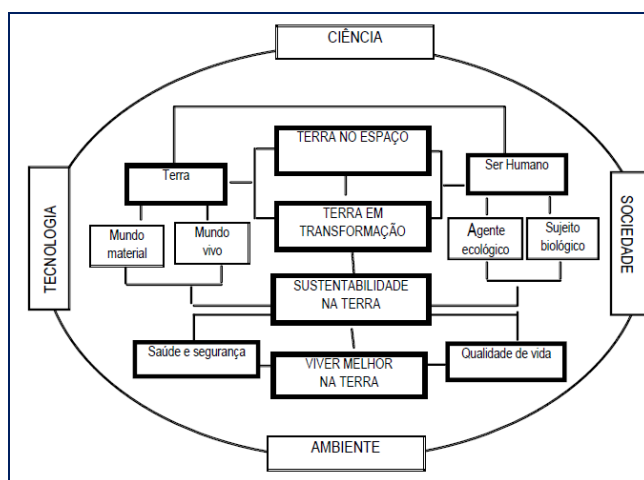 CIÊNCIA
TERRA NO ESPAÇO
Terra
Ser Humano
TECNOLOGIA
SOCIEDADE
TERRA EM
TRANSFORMAÇÃO
Mundo
material
Mundo
vivo
Agente
ecológico
Sujeito
biológico
SUSTENTABILIDADE
NA TERRA
Saúde e segurança
VIVER MELHOR
NA TERRA
Qualidade de vida
AMBIENTE